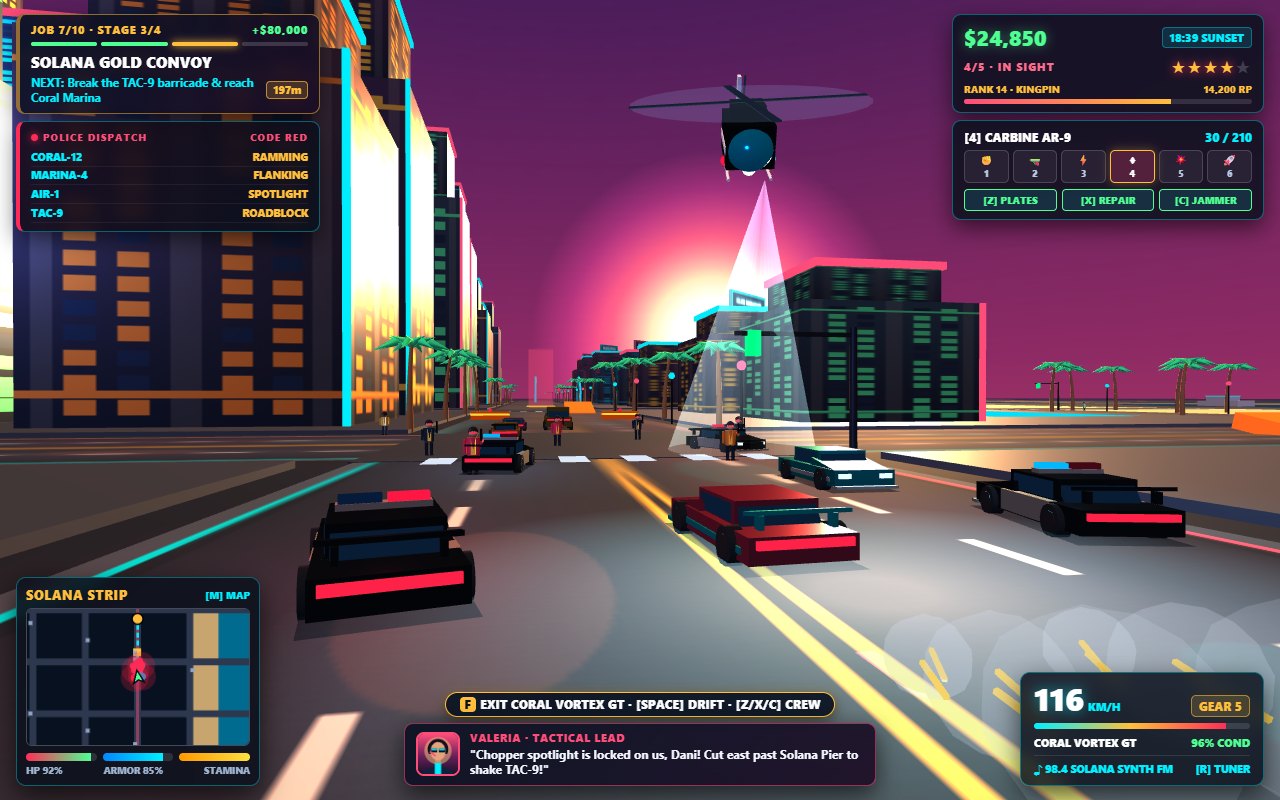 JOB 7/10 · STAGE 3/4 +$80,000
SOLANA GOLD CONVOY
NEXT: Break the TAC-9 barricade & reach
Coral Marina
197m
POLICE DISPATCH CODE RED
CORAL-12 RAMMING
MARINA-4 FLANKING
AIR-1 SPOTLIGHT
TAC-9 ROADBLOCK
$24,850 18:39 SUNSET
4/5 · IN SIGHT
RANK 14 · KINGPIN 14,200 RP
[4] CARBINE AR-9 30 / 210
1 2 3 4 5 6
[Z] PLATES [X] REPAIR [C] JAMMER
SOLANA STRIP [M] MAP
HP 92% ARMOR 85% STAMINA
F EXIT CORAL VORTEX GT · [SPACE] DRIFT · [Z/X/C] CREW
VALERIA · TACTICAL LEAD
"Chopper spotlight is locked on us, Dani! Cut east past Solana Pier to
shake TAC-9!"
116 KM/H GEAR 5
CORAL VORTEX GT 96% COND
98.4 SOLANA SYNTH FM [R] TUNER